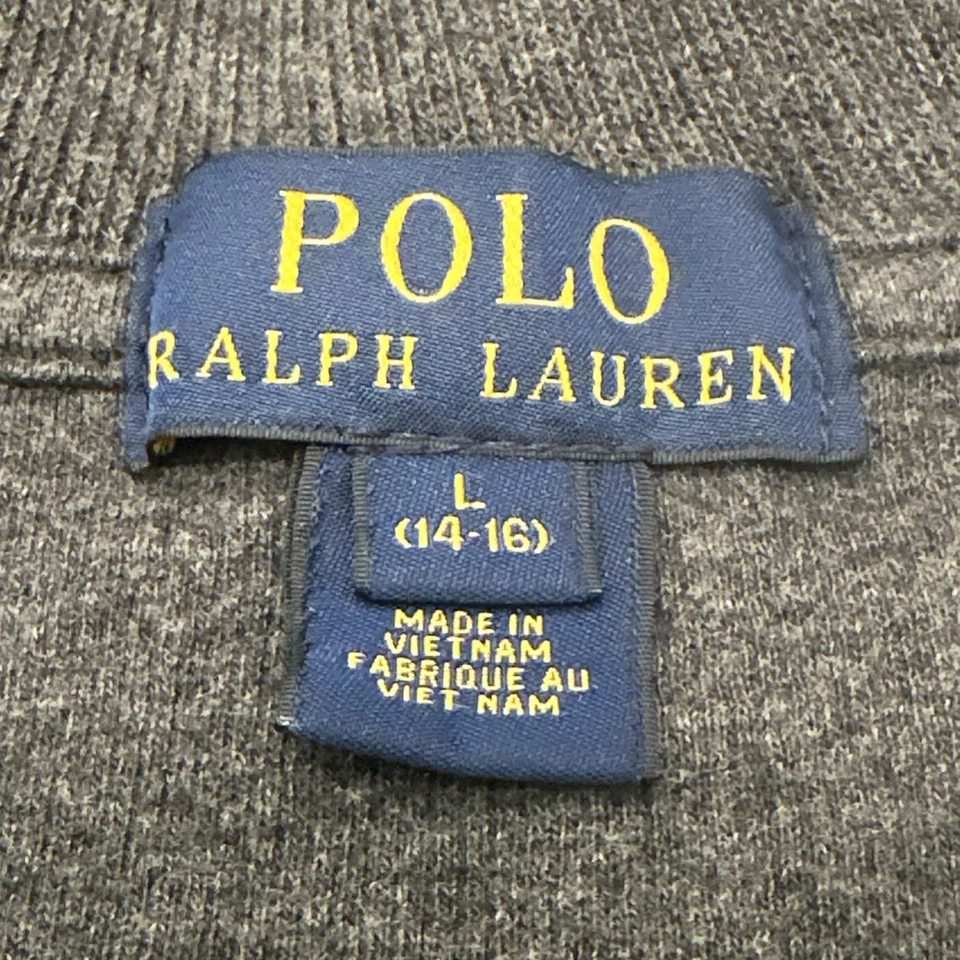 POLO
RALPH LAUREN
L
(14-16)
MADE IN
VIETNAM
FABRIQUE AU
VIET NAM